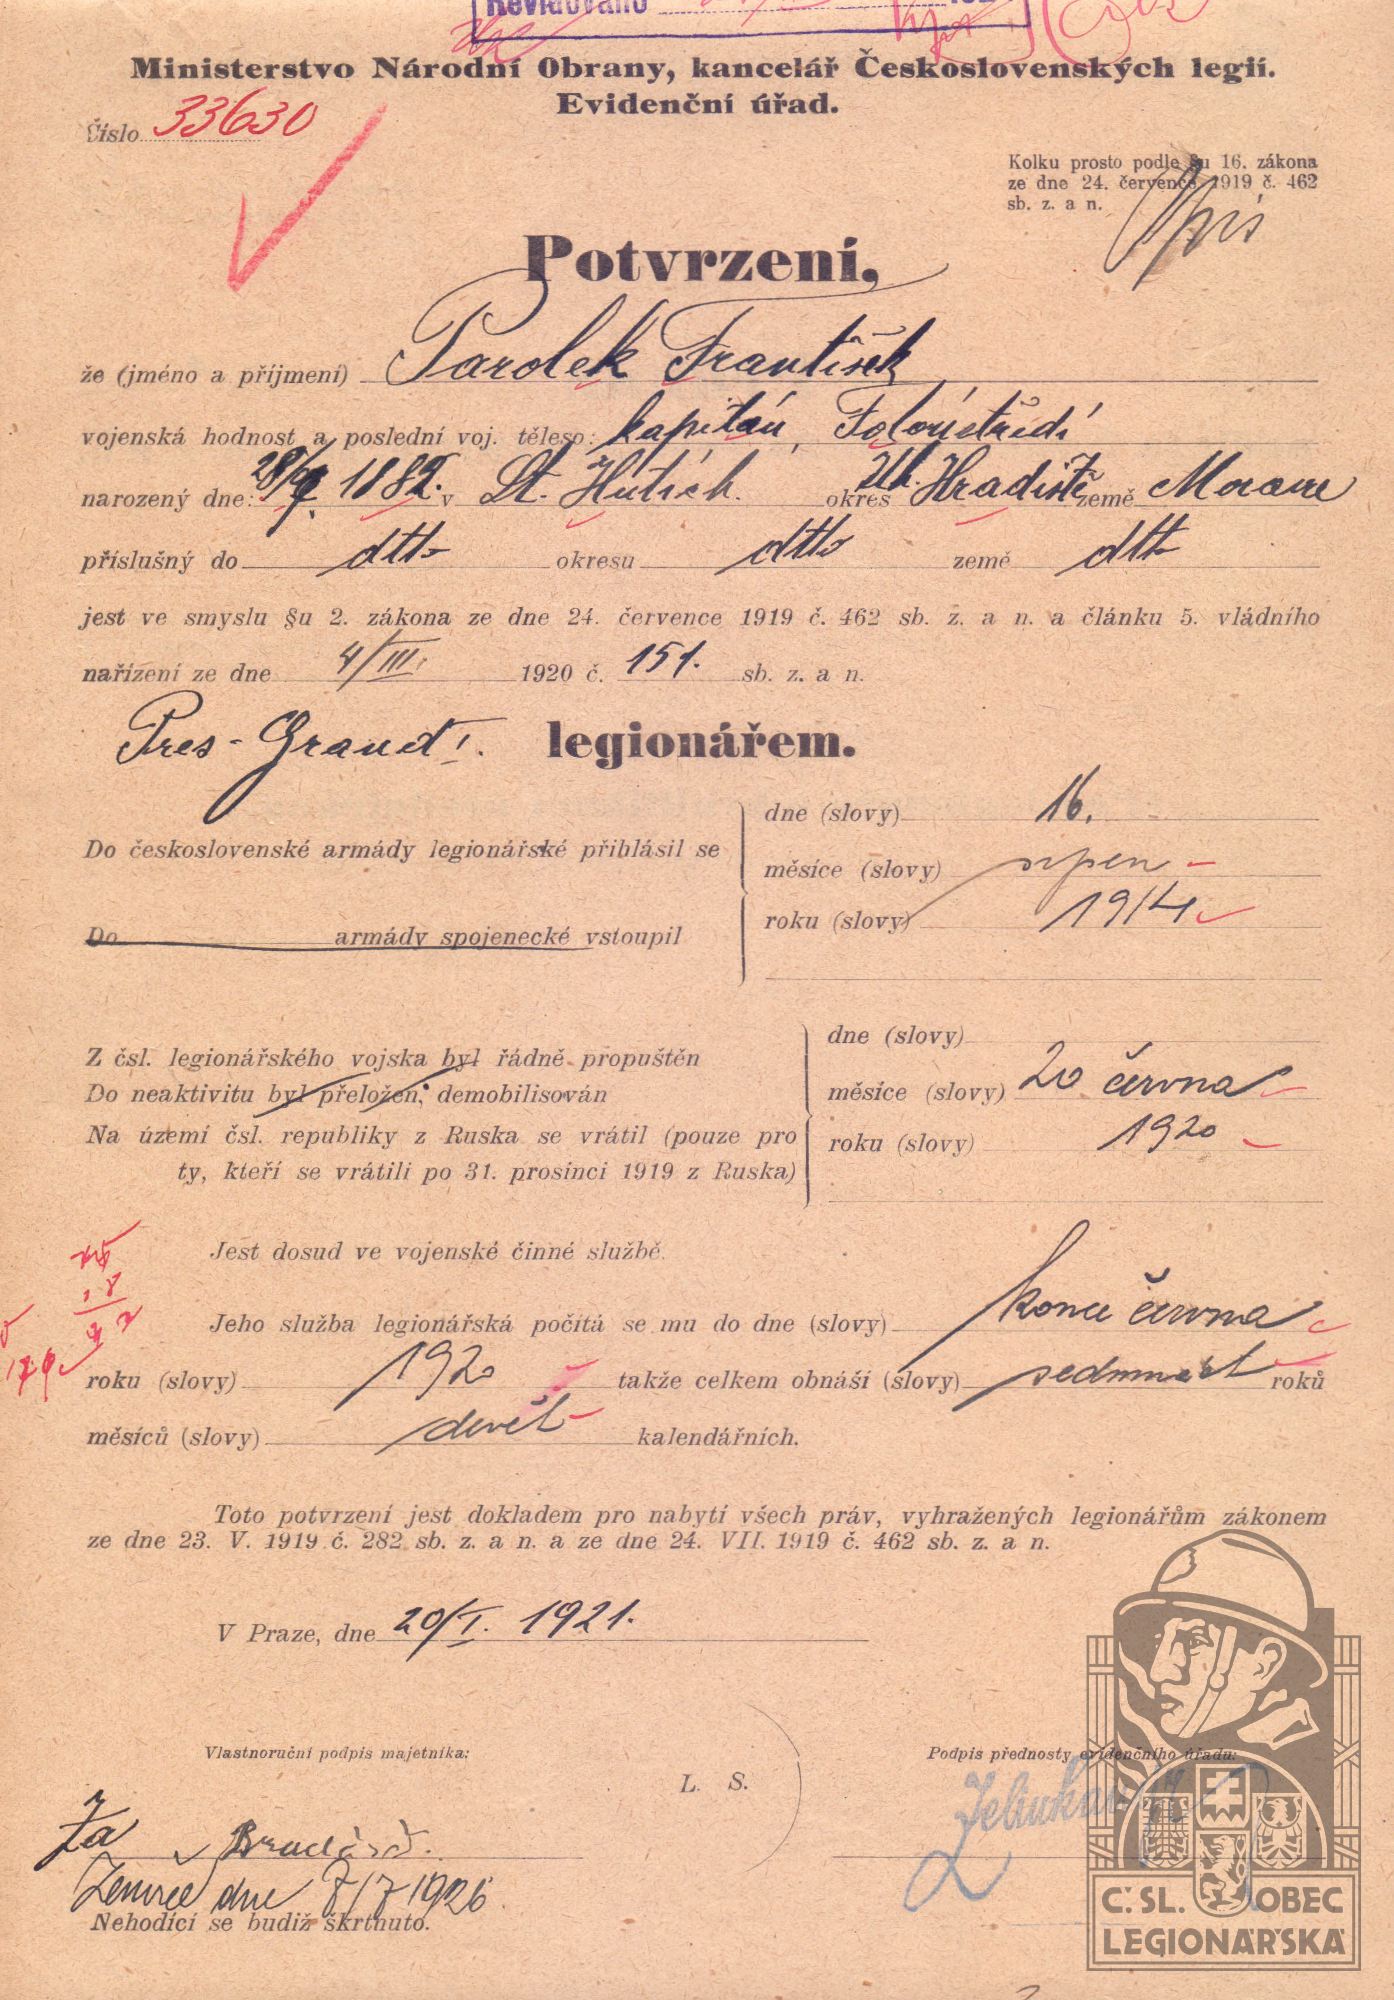 Revidováno
Ministerstvo Národní Obrany, kancelář Československých legií.
Evidenční úřad.
Číslo 33630
Kolku prosto podle §u 16. zákona
ze dne 24. července 1919 č. 462
sb. z. a n.
Opis
Potvrzení,
že (jméno a příjmení) Parolek František
vojenská hodnost a poslední voj. těleso: kapitán,
narozený dne: 1882. v St. Hutích. okres Uh. Hradiště země Morava
příslušný do dtto okresu dtto země dtto
jest ve smyslu §u 2. zákona ze dne 24. července 1919 č. 462 sb. z. a n. a článku 5. vládního
nařízení ze dne 4/III. 1920 č. 151. sb. z. a n.
legionářem.
dne (slovy) 16.
Do československé armády legionářské přihlásil se
měsíce (slovy) srpen
roku (slovy) 1914
Do armády spojenecké vstoupil
dne (slovy)
Z čsl. legionářského vojska byl řádně propuštěn
Do neaktivitu byl přeložen, demobilisován
měsíce (slovy) 20 června
Na území čsl. republiky z Ruska se vrátil (pouze pro
roku (slovy) 1920
ty, kteří se vrátili po 31. prosinci 1919 z Ruska)
Jest dosud ve vojenské činné službě.
Jeho služba legionářská počítá se mu do dne (slovy) konce června
roku (slovy) 1920 takže celkem obnáší (slovy) roků
měsíců (slovy) devět kalendářních.
Toto potvrzení jest dokladem pro nabytí všech práv, vyhražených legionářům zákonem
ze dne 23. V. 1919 č. 282 sb. z. a n. a ze dne 24. VII. 1919 č. 462 sb. z. a n.
V Praze, dne 20/I. 1921.
Vlastnoruční podpis majetníka:
Podpis přednosty evidenčního úřadu:
L. S.
Za
Zemřel dne 7/7 1926
Nehodící se budiž škrtnuto.
Č. SL. OBEC
LEGIONÁŘSKÁ